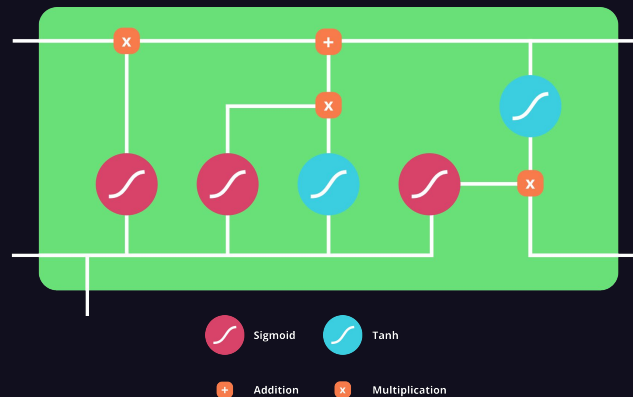 x
+
x
x
Sigmoid
Tanh
+ Addition
x Multiplication